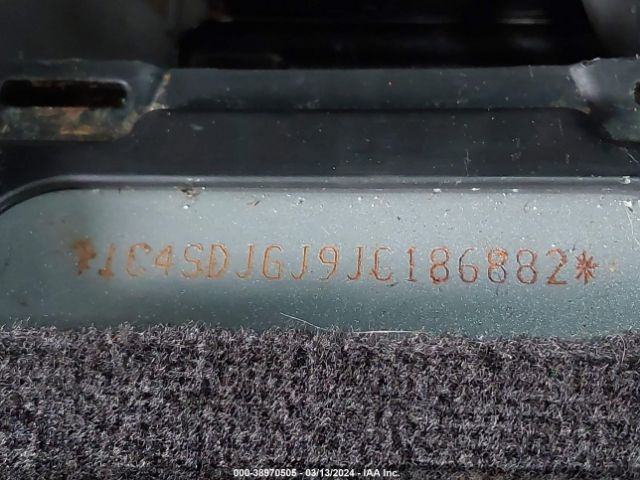 *1C4SDJGJ9JC186882*
000-38970505 - 03/13/2024 - IAA Inc.